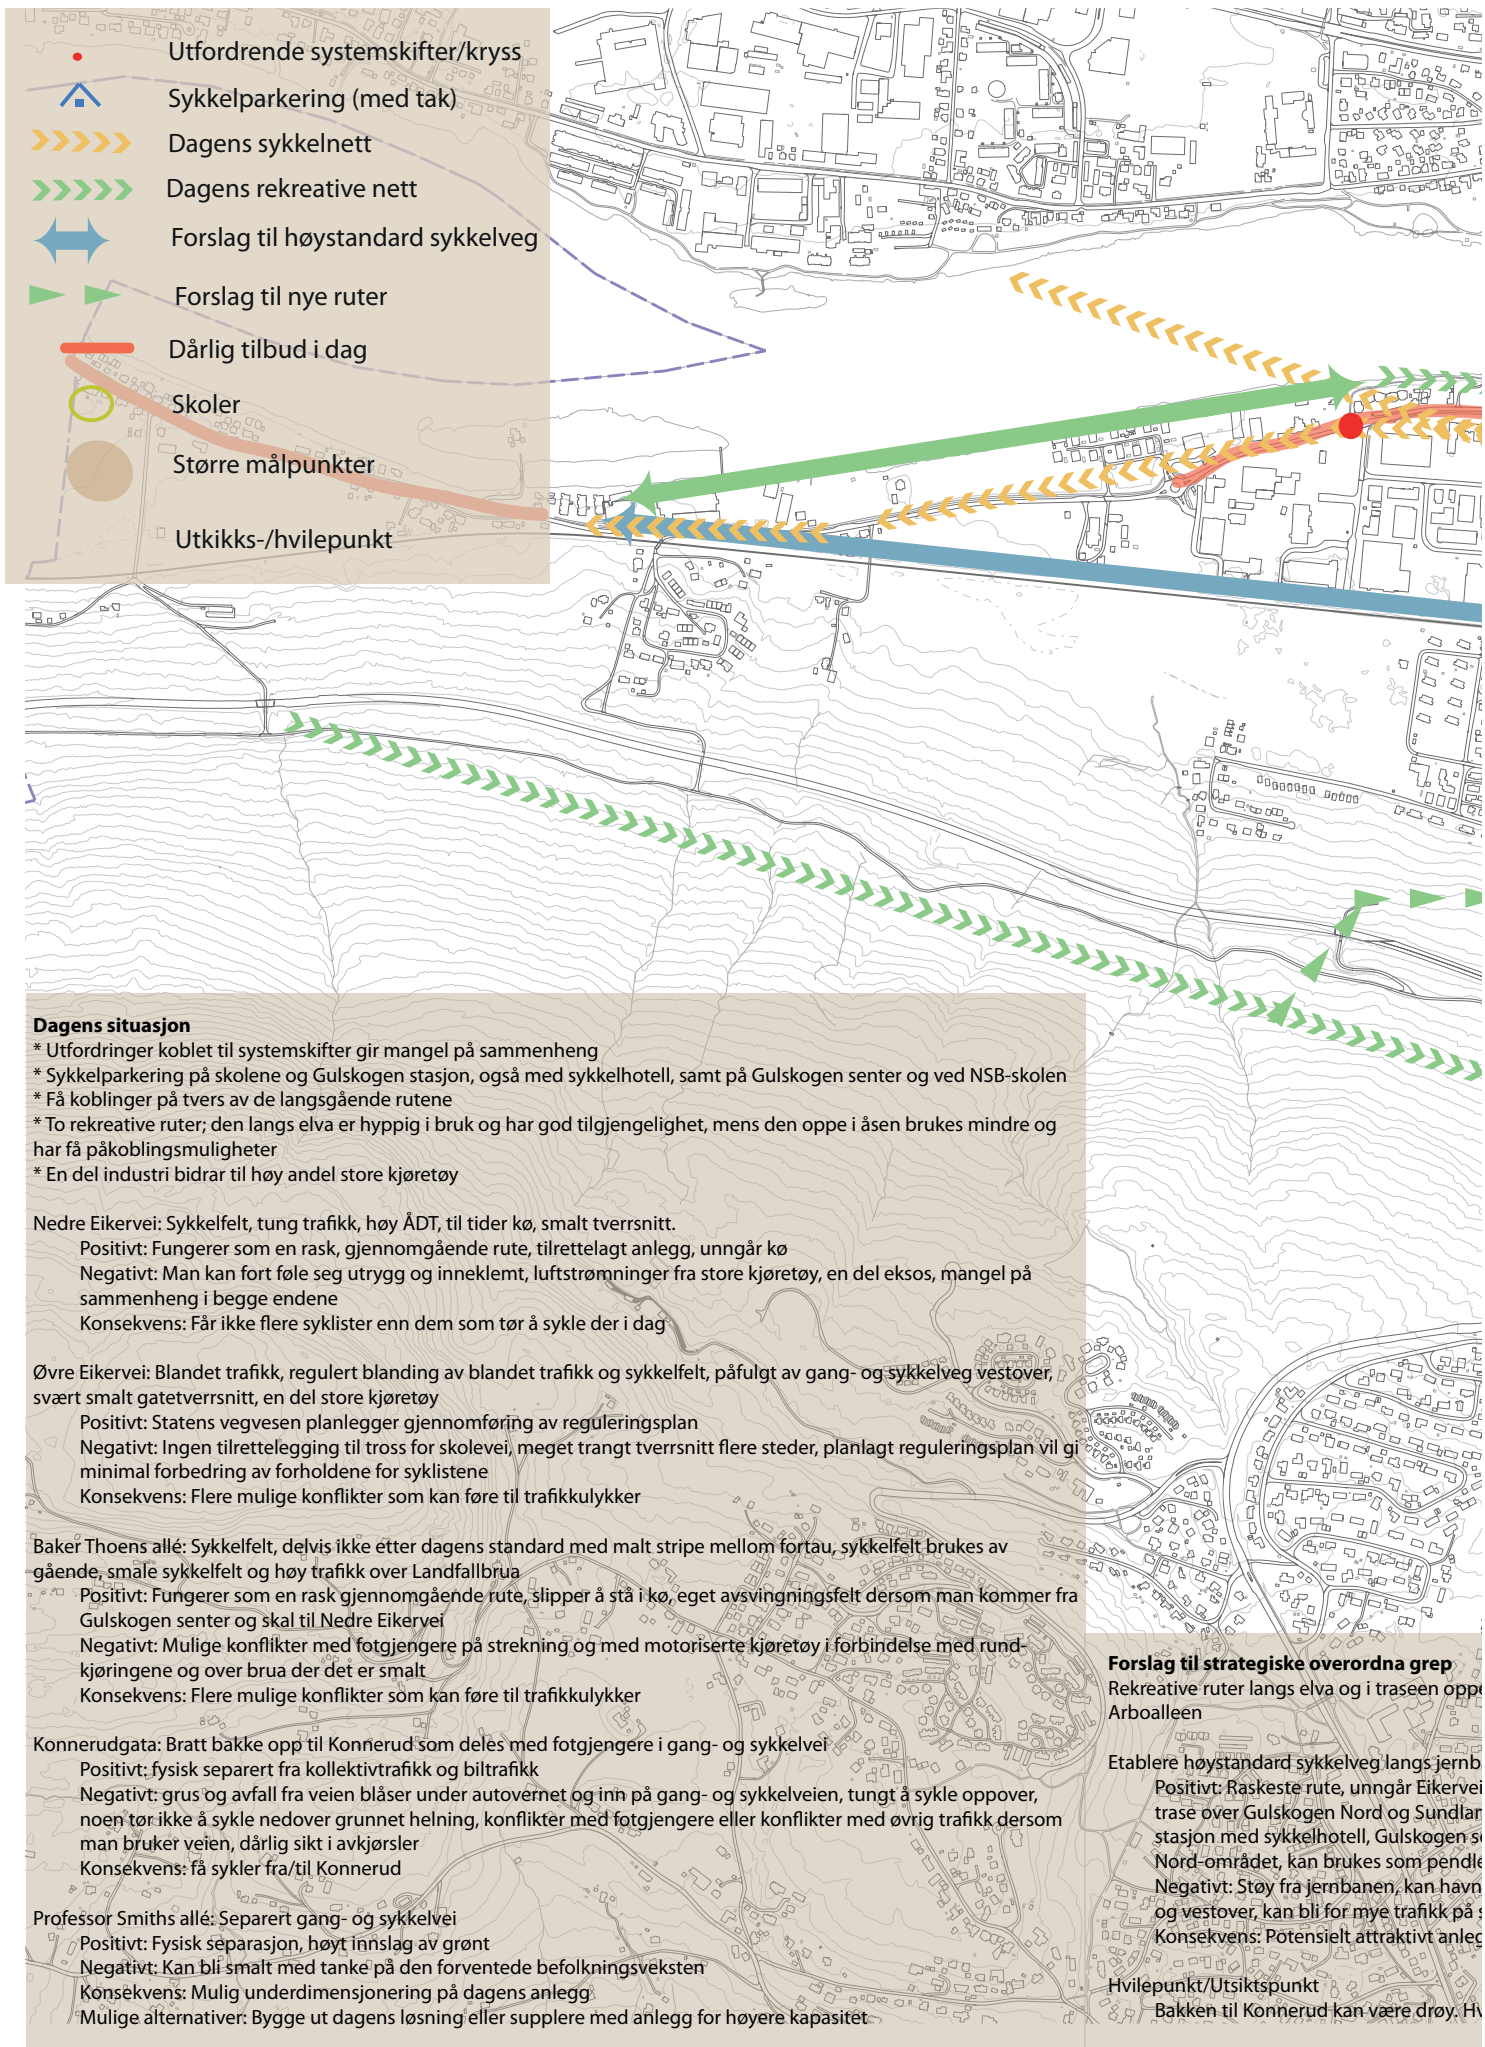 Utfordrende systemskifter/kryss
Sykkelparkering (med tak)
Dagens sykkelnett
Dagens rekreative nett
Forslag til høystandard sykkelveg
Forslag til nye ruter
Dårlig tilbud i dag
Skoler
Større målpunkter
Utkikks-/hvilepunkt
Dagens situasjon
* Utfordringer koblet til systemskifter gir mangel på sammenheng
* Sykkelparkering på skolene og Gulskogen stasjon, også med sykkelhotell, samt på Gulskogen senter og ved NSB-skolen
* Få koblinger på tvers av de langsgående rutene
* To rekreative ruter; den langs elva er hyppig i bruk og har god tilgjengelighet, mens den oppe i åsen brukes mindre og
har få påkoblingsmuligheter
* En del industri bidrar til høy andel store kjøretøy
Nedre Eikervei: Sykkelfelt, tung trafikk, høy ÅDT, til tider kø, smalt tverrsnitt.
Positivt: Fungerer som en rask, gjennomgående rute, tilrettelagt anlegg, unngår kø
Negativt: Man kan fort føle seg utrygg og inneklemt, luftstrømninger fra store kjøretøy, en del eksos, mangel på
sammenheng i begge endene
Konsekvens: Får ikke flere syklister enn dem som tør å sykle der i dag
Øvre Eikervei: Blandet trafikk, regulert blanding av blandet trafikk og sykkelfelt, påfulgt av gang- og sykkelveg vestover,
svært smalt gatetverrsnitt, en del store kjøretøy
Positivt: Statens vegvesen planlegger gjennomføring av reguleringsplan
Negativt: Ingen tilrettelegging til tross for skolevei, meget trangt tverrsnitt flere steder, planlagt reguleringsplan vil gi
minimal forbedring av forholdene for syklistene
Konsekvens: Flere mulige konflikter som kan føre til trafikkulykker
Baker Thoens allé: Sykkelfelt, delvis ikke etter dagens standard med malt stripe mellom fortau, sykkelfelt brukes av
gående, smale sykkelfelt og høy trafikk over Landfallbrua
Positivt: Fungerer som en rask gjennomgående rute, slipper å stå i kø, eget avsvingningsfelt dersom man kommer fra
Gulskogen senter og skal til Nedre Eikervei
Negativt: Mulige konflikter med fotgjengere på strekning og med motoriserte kjøretøy i forbindelse med rund-
kjøringene og over brua der det er smalt
Konsekvens: Flere mulige konflikter som kan føre til trafikkulykker
Konnerudgata: Bratt bakke opp til Konnerud som deles med fotgjengere i gang- og sykkelvei
Positivt: fysisk separert fra kollektivtrafikk og biltrafikk
Negativt: grus og avfall fra veien blåser under autovernet og inn på gang- og sykkelveien, tungt å sykle oppover,
noen tør ikke å sykle nedover grunnet helning, konflikter med fotgjengere eller konflikter med øvrig trafikk dersom
man bruker veien, dårlig sikt i avkjørsler
Konsekvens: få sykler fra/til Konnerud
Professor Smiths allé: Separert gang- og sykkelvei
Positivt: Fysisk separasjon, høyt innslag av grønt
Negativt: Kan bli smalt med tanke på den forventede befolkningsveksten
Konsekvens: Mulig underdimensjonering på dagens anlegg
Mulige alternativer: Bygge ut dagens løsning eller supplere med anlegg for høyere kapasitet
Forslag til strategiske overordna grep
Rekreative ruter langs elva og i traseen oppe
Arboalleen
Etablere høystandard sykkelveg langs jernb
Positivt: Raskeste rute, unngår Eikervei
trase over Gulskogen Nord og Sundlan
stasjon med sykkelhotell, Gulskogen se
Nord-området, kan brukes som pendle
Negativt: Støy fra jernbanen, kan havn
og vestover, kan bli for mye trafikk på s
Konsekvens: Potensielt attraktivt anleg
Hvilepunkt/Utsiktspunkt
Bakken til Konnerud kan være drøy. Hv